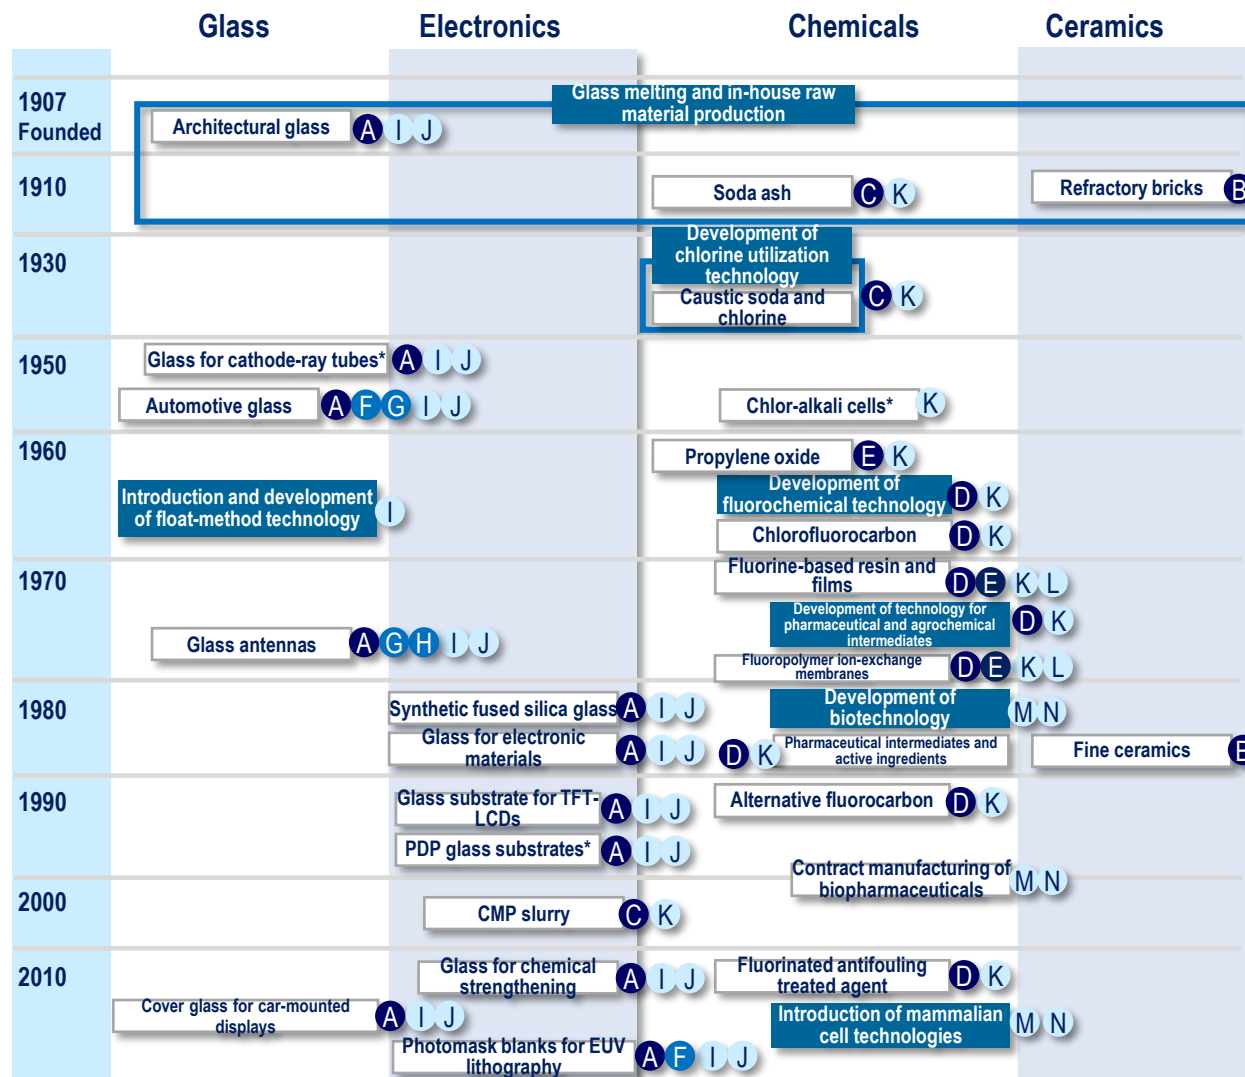 Glass Electronics Chemicals Ceramics
1907
Founded
Glass melting and in-house raw
material production
Architectural glass A I J
1910
Soda ash C K
Refractory bricks B
1930
Development of
chlorine utilization
technology
Caustic soda and
chlorine
C K
1950
Glass for cathode-ray tubes* A I J
Automotive glass A F G I J
Chlor-alkali cells* K
1960
Propylene oxide E K
Introduction and development
of float-method technology
I
Development of
fluorochemical technology
D K
Chlorofluorocarbon D K
1970
Fluorine-based resin and
films
D E K L
Development of technology for
pharmaceutical and agrochemical
intermediates
D K
Glass antennas A G H I J
Fluoropolymer ion-exchange
membranes
D E K L
1980
Synthetic fused silica glass A I J
Development of
biotechnology
M N
Glass for electronic
materials
A I J
D K
Pharmaceutical intermediates and
active ingredients
Fine ceramics B
1990
Glass substrate for TFT-
LCDs
A I J
Alternative fluorocarbon D K
PDP glass substrates* A I J
Contract manufacturing of
biopharmaceuticals
M N
2000
CMP slurry C K
2010
Glass for chemical
strengthening
A I J
Fluorinated antifouling
treated agent
D K
Cover glass for car-mounted
displays
A I J
Introduction of mammalian
cell technologies
M N
Photomask blanks for EUV
lithography
A F I J